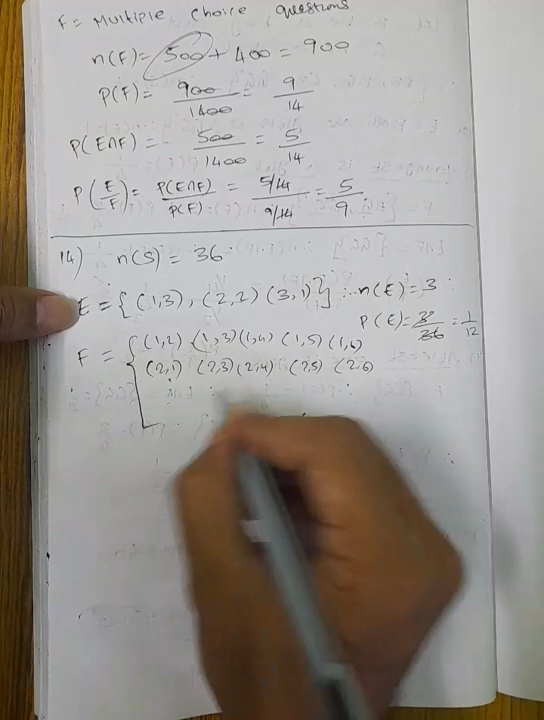 F = Multiple Choice questions
n(F) = 500 + 400 = 900
P(F) = 900/1400 = 9/14
P(E∩F) = 500/1400 = 5/14
P(E/F) = P(E∩F)/P(F) = 5/14 / 9/14 = 5/9
14) n(S) = 36
E = {(1,3), (2,2) (3,1)} ∴ n(E) = 3
P(E) = 3/36 = 1/12
F = {(1,2) (1,3) (1,4) (1,5) (1,6)
(2,1) (2,3) (2,4) (2,5) (2,6)